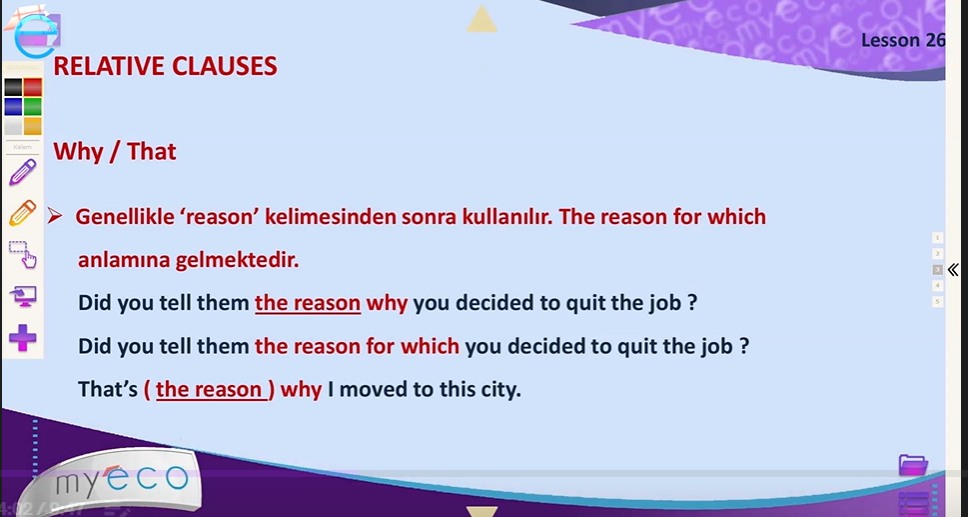 Lesson 26
RELATIVE CLAUSES
Kalem
Why / That
➢ Genellikle ‘reason’ kelimesinden sonra kullanılır. The reason for which
anlamına gelmektedir.
Did you tell them the reason why you decided to quit the job ?
Did you tell them the reason for which you decided to quit the job ?
That’s ( the reason ) why I moved to this city.
1
2
3
4
5
myeco